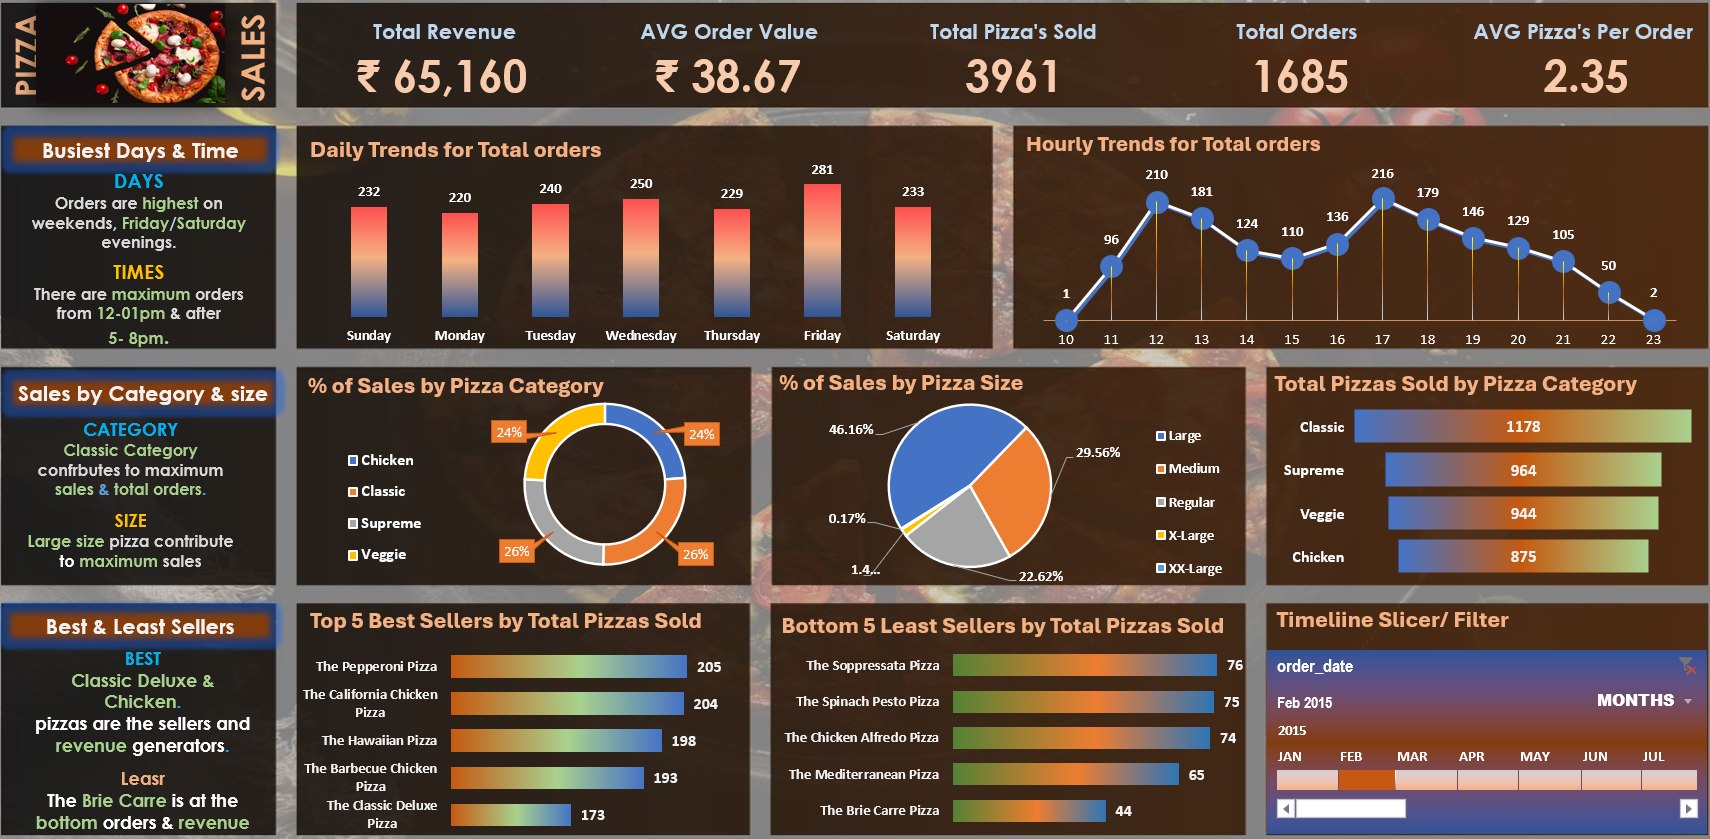 PIZZA
SALES
Total Revenue
₹ 65,160
AVG Order Value
₹ 38.67
Total Pizza's Sold
3961
Total Orders
1685
AVG Pizza's Per Order
2.35
Busiest Days & Time
DAYS
Orders are highest on
weekends, Friday/Saturday
evenings.
TIMES
There are maximum orders
from 12-01pm & after
5- 8pm.
Daily Trends for Total orders
232
220
240
250
229
281
233
Sunday
Monday
Tuesday
Wednesday
Thursday
Friday
Saturday
Hourly Trends for Total orders
1
96
210
181
124
110
136
216
179
146
129
105
50
2
10
11
12
13
14
15
16
17
18
19
20
21
22
23
Sales by Category & size
CATEGORY
Classic Category
confrbutes to maximum
sales & total orders.
SIZE
Large size pizza contribute
to maximum sales
% of Sales by Pizza Category
Chicken
Classic
Supreme
Veggie
24%
24%
26%
26%
% of Sales by Pizza Size
46.16%
29.56%
0.17%
1.4...
22.62%
Large
Medium
Regular
X-Large
XX-Large
Total Pizzas Sold by Pizza Category
Classic
1178
Supreme
964
Veggie
944
Chicken
875
Best & Least Sellers
BEST
Classic Deluxe &
Chicken.
pizzas are the sellers and
revenue generators.
Leasr
The Brie Carre is at the
bottom orders & revenue
Top 5 Best Sellers by Total Pizzas Sold
The Pepperoni Pizza
205
The California Chicken
Pizza
204
The Hawaiian Pizza
198
The Barbecue Chicken
Pizza
193
The Classic Deluxe
Pizza
173
Bottom 5 Least Sellers by Total Pizzas Sold
The Soppressata Pizza
76
The Spinach Pesto Pizza
75
The Chicken Alfredo Pizza
74
The Mediterranean Pizza
65
The Brie Carre Pizza
44
Timeliine Slicer/ Filter
order_date
Feb 2015
MONTHS
2015
JAN
FEB
MAR
APR
MAY
JUN
JUL